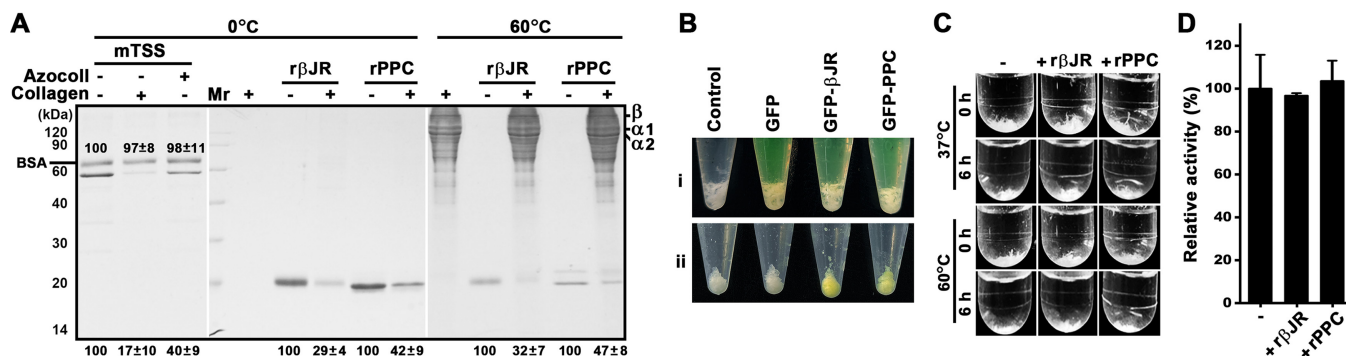 A
0°C
60°C
mTSS
rβJR
rPPC
rβJR
rPPC
Azocoll - - +
Collagen - + - Mr + - + - + + - + - +
(kDa)
120
90
BSA
60
40
30
20
14
100 97±8 98±11
β
α1
α2
100 17±10 40±9 100 29±4 100 42±9 100 32±7 100 47±8
B
Control
GFP
GFP-βJR
GFP-PPC
i
ii
C
- +rβJR +rPPC
37°C
0 h
6 h
60°C
0 h
6 h
D
Relative activity (%)
120
100
80
60
40
20
0
-
+rβJR
+rPPC